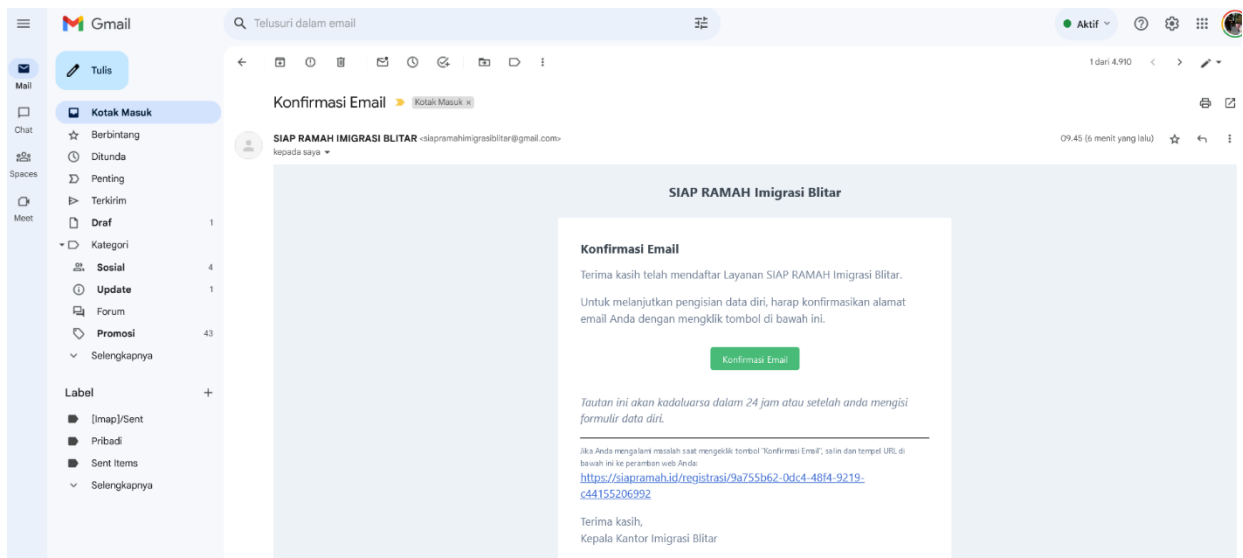 Gmail
Telusuri dalam email
Aktif
Mail
Tulis
1 dari 4.910
Chat
Kotak Masuk
Konfirmasi Email
Kotak Masuk ×
Spaces
Berbintang
SIAP RAMAH IMIGRASI BLITAR <siapramahimigrasiblitar@gmail.com>
09.45 (6 menit yang lalu)
kepada saya
Meet
Ditunda
Penting
Terkirim
Draf 1
Kategori
Sosial 4
Update 1
Forum
Promosi 43
Selengkapnya
Label +
[Imap]/Sent
Pribadi
Sent Items
Selengkapnya
SIAP RAMAH Imigrasi Blitar
Konfirmasi Email
Terima kasih telah mendaftar Layanan SIAP RAMAH Imigrasi Blitar.
Untuk melanjutkan pengisian data diri, harap konfirmasikan alamat
email Anda dengan mengklik tombol di bawah ini.
Konfirmasi Email
Tautan ini akan kadaluarsa dalam 24 jam atau setelah anda mengisi
formulir data diri.
Jika Anda mengalami masalah saat mengeklik tombol "Konfirmasi Email", salin dan tempel URL di
bawah ini ke peramban web Anda:
https://siapramah.id/registrasi/9a755b62-0dc4-48f4-9219-
c44155206992
Terima kasih,
Kepala Kantor Imigrasi Blitar